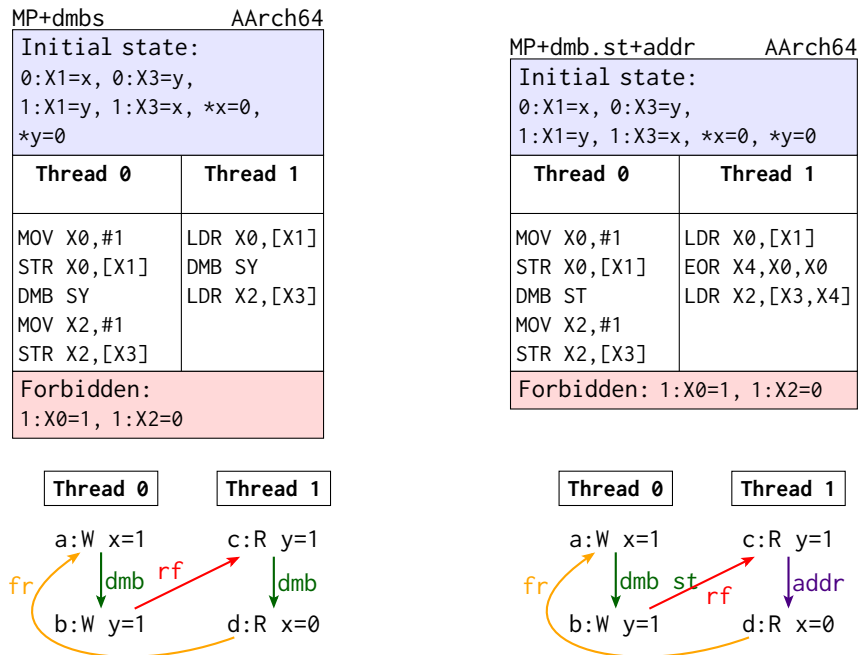 MP+dmbs AArch64
Initial state:
0:X1=x, 0:X3=y,
1:X1=y, 1:X3=x, *x=0,
*y=0
Thread 0 Thread 1
MOV X0,#1 LDR X0,[X1]
STR X0,[X1] DMB SY
DMB SY LDR X2,[X3]
MOV X2,#1
STR X2,[X3]
Forbidden:
1:X0=1, 1:X2=0
Thread 0 Thread 1
a:W x=1 c:R y=1
fr dmb rf dmb
b:W y=1 d:R x=0
MP+dmb.st+addr AArch64
Initial state:
0:X1=x, 0:X3=y,
1:X1=y, 1:X3=x, *x=0, *y=0
Thread 0 Thread 1
MOV X0,#1 LDR X0,[X1]
STR X0,[X1] EOR X4,X0,X0
DMB ST LDR X2,[X3,X4]
MOV X2,#1
STR X2,[X3]
Forbidden: 1:X0=1, 1:X2=0
Thread 0 Thread 1
a:W x=1 c:R y=1
fr dmb st rf addr
b:W y=1 d:R x=0